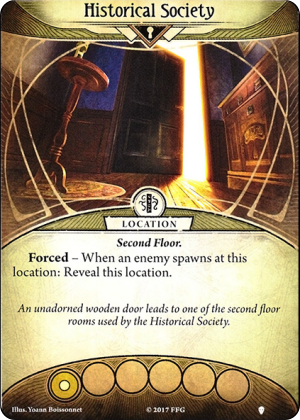 Historical Society
LOCATION
Second Floor.
Forced – When an enemy spawns at this
location: Reveal this location.
An unadorned wooden door leads to one of the second floor
rooms used by the Historical Society.
Illus. Yoann Boissonnet
© 2017 FFG